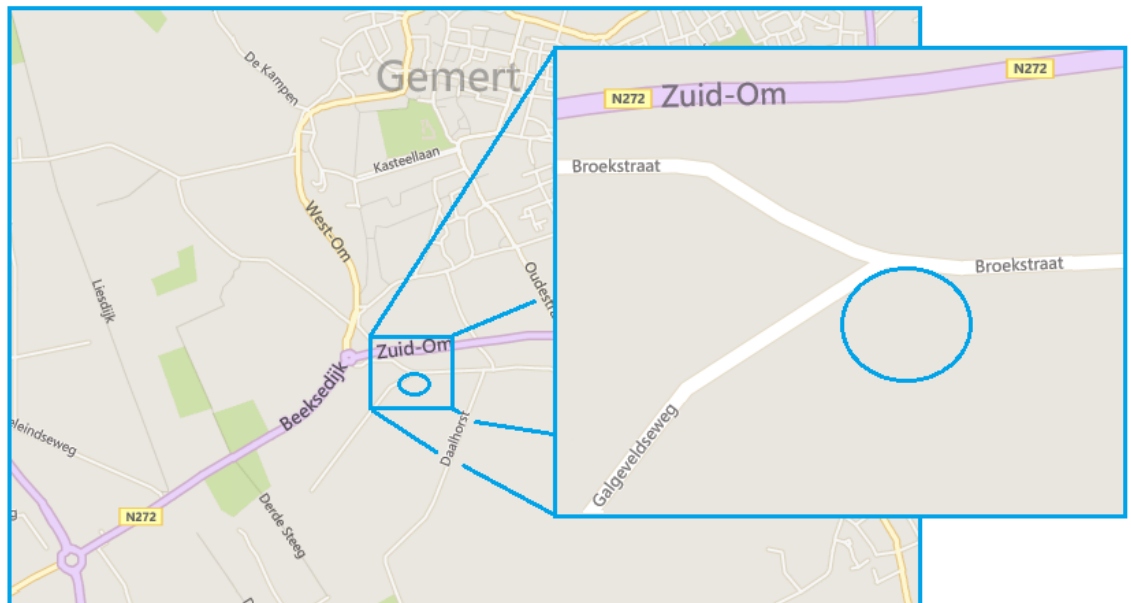 De Kampen
Gemert
Kasteellaan
West-Om
Liesdijk
Zuid-Om
Beeksedijk
Daalhorst
N272
Derde Steeg
N272
Zuid-Om
N272
Broekstraat
Broekstraat
Galgeveldseweg